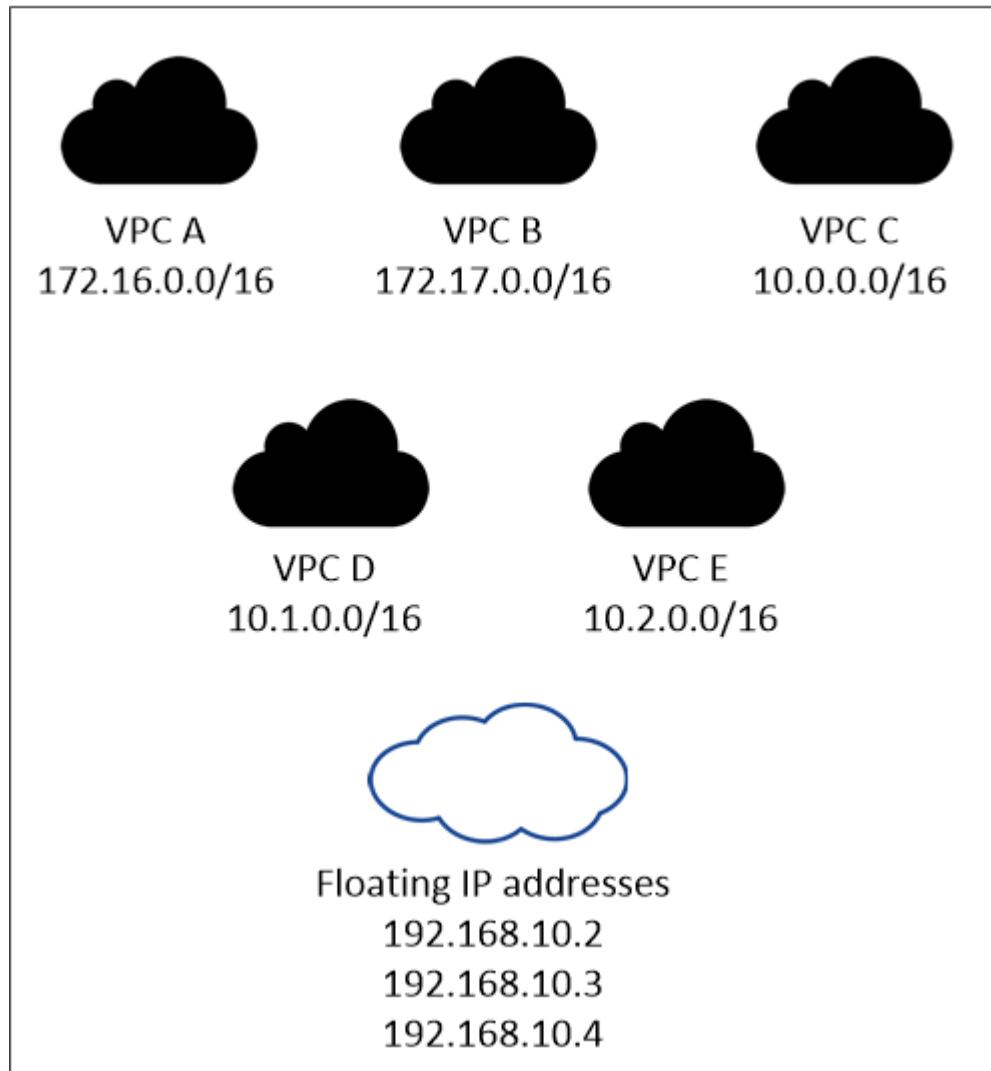 VPC A
172.16.0.0/16
VPC B
172.17.0.0/16
VPC C
10.0.0.0/16
VPC D
10.1.0.0/16
VPC E
10.2.0.0/16
Floating IP addresses
192.168.10.2
192.168.10.3
192.168.10.4